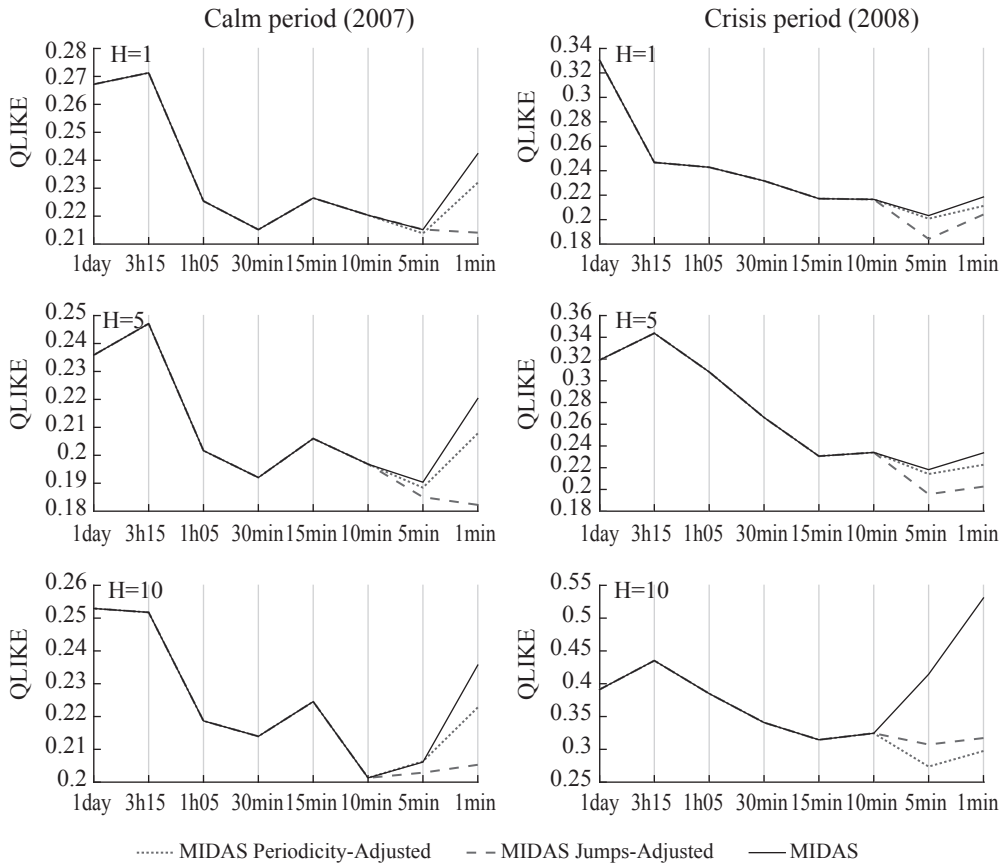 Calm period (2007)
H=1
QLIKE
0.28
0.27
0.26
0.25
0.24
0.23
0.22
0.21
1day 3h15 1h05 30min 15min 10min 5min 1min
Crisis period (2008)
H=1
QLIKE
0.34
0.32
0.3
0.28
0.26
0.24
0.22
0.2
0.18
1day 3h15 1h05 30min 15min 10min 5min 1min
H=5
QLIKE
0.25
0.24
0.23
0.22
0.21
0.2
0.19
0.18
1day 3h15 1h05 30min 15min 10min 5min 1min
H=5
QLIKE
0.36
0.34
0.32
0.3
0.28
0.26
0.24
0.22
0.2
0.18
1day 3h15 1h05 30min 15min 10min 5min 1min
H=10
QLIKE
0.26
0.25
0.24
0.23
0.22
0.21
0.2
1day 3h15 1h05 30min 15min 10min 5min 1min
H=10
QLIKE
0.55
0.5
0.45
0.4
0.35
0.3
0.25
1day 3h15 1h05 30min 15min 10min 5min 1min
MIDAS Periodicity-Adjusted MIDAS Jumps-Adjusted MIDAS